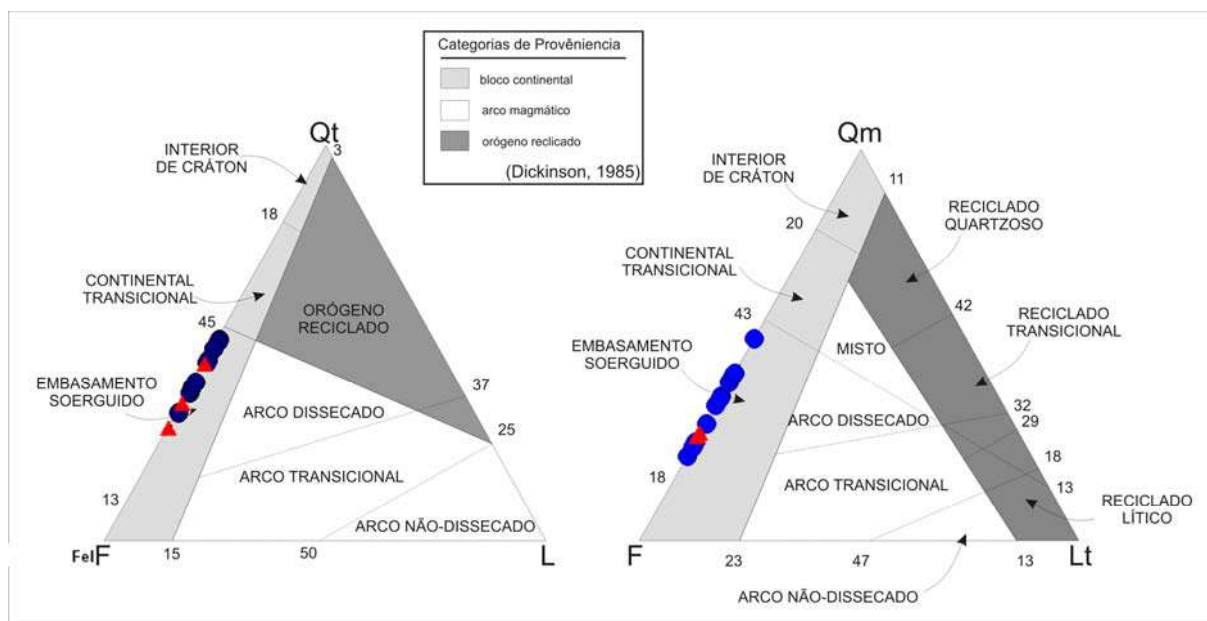 Categorias de Provêniencia
bloco continental
arco magmático
orógeno reclicado
(Dickinson, 1985)
Qt
3
INTERIOR
DE CRÁTON
18
CONTINENTAL
TRANSICIONAL
ORÓGENO
RECICLADO
45
EMBASAMENTO
SOERGUIDO
37
ARCO DISSECADO
25
ARCO TRANSICIONAL
13
ARCO NÃO-DISSECADO
Fel
F
15
50
L
Qm
INTERIOR
DE CRÁTON
11
RECICLADO
QUARTZOSO
20
CONTINENTAL
TRANSICIONAL
42
43
RECICLADO
TRANSICIONAL
MISTO
EMBASAMENTO
SOERGUIDO
32
29
ARCO DISSECADO
18
18
ARCO TRANSICIONAL
13
RECICLADO
LÍTICO
F
23
47
13
Lt
ARCO NÃO-DISSECADO